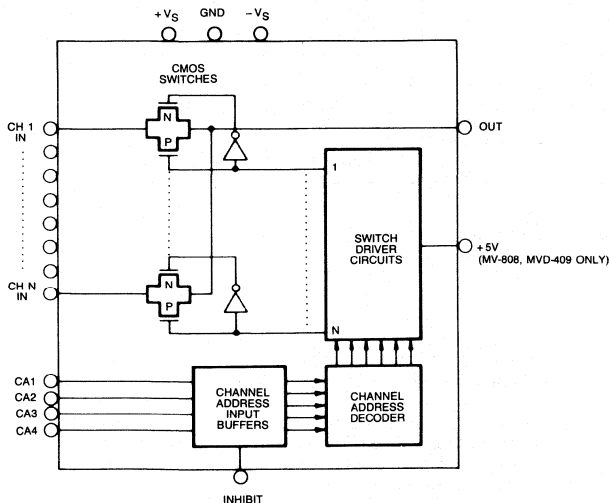 +VS GND -VS
CMOS
SWITCHES
CH 1
IN
N
P
OUT
1
SWITCH
DRIVER
CIRCUITS
+5V
(MV-808, MVD-409 ONLY)
CH N
IN
N
P
N
CA1
CA2
CA3
CA4
CHANNEL
ADDRESS
INPUT
BUFFERS
CHANNEL
ADDRESS
DECODER
INHIBIT